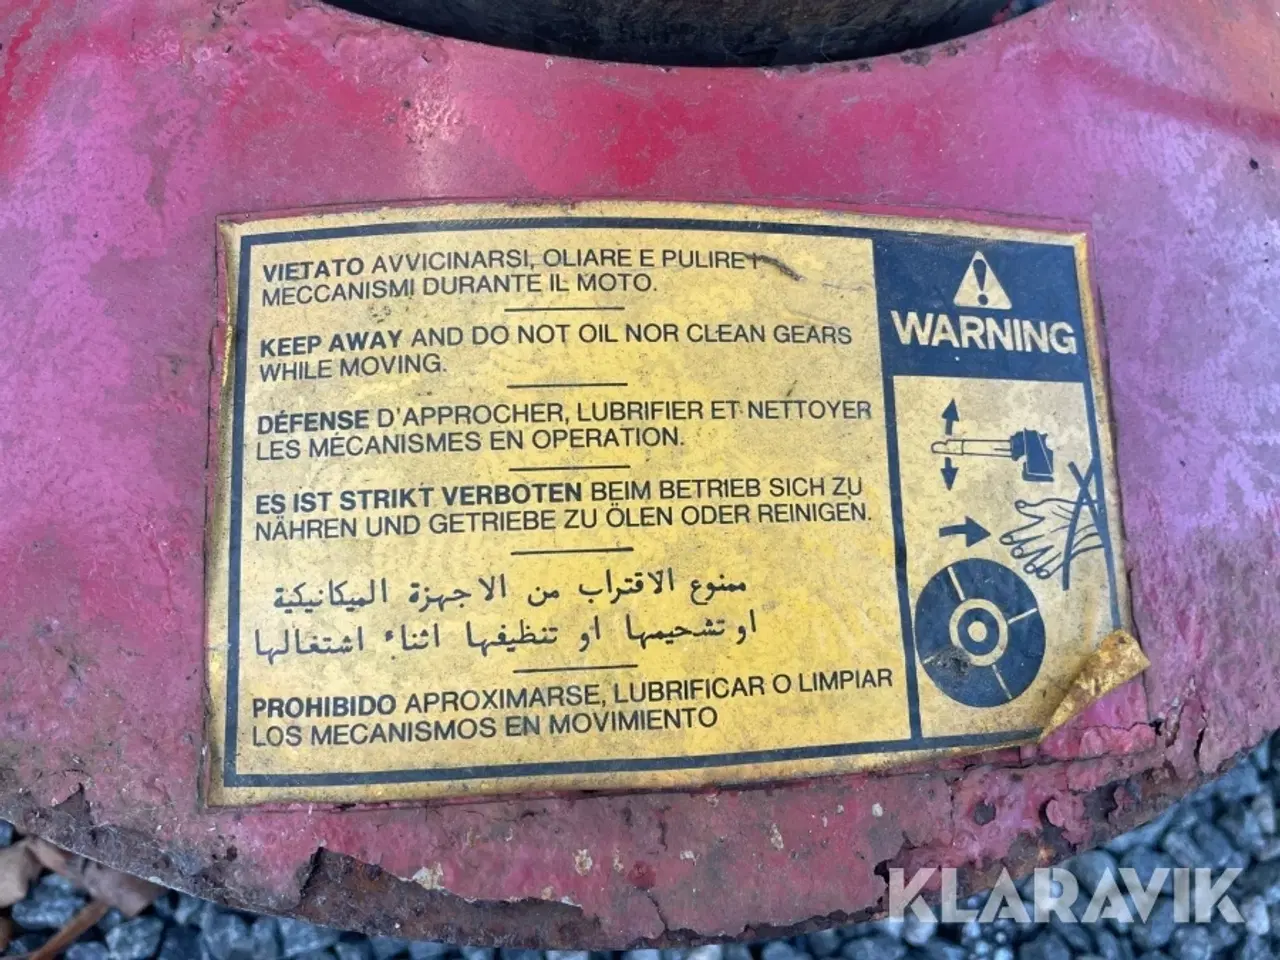 VIETATO AVVICINARSI, OLIARE E PULIRE I
MECCANISMI DURANTE IL MOTO.
KEEP AWAY AND DO NOT OIL NOR CLEAN GEARS
WHILE MOVING.
DÉFENSE D'APPROCHER, LUBRIFIER ET NETTOYER
LES MÉCANISMES EN OPERATION.
ES IST STRIKT VERBOTEN BEIM BETRIEB SICH ZU
NÄHREN UND GETRIEBE ZU ÖLEN ODER REINIGEN.
ممنوع الاقتراب من الاجهزة الميكانيكية
او تشحيمها او تنظيفها اثناء اشتغالها
PROHIBIDO APROXIMARSE, LUBRIFICAR O LIMPIAR
LOS MECANISMOS EN MOVIMIENTO
WARNING
KLARAVIK